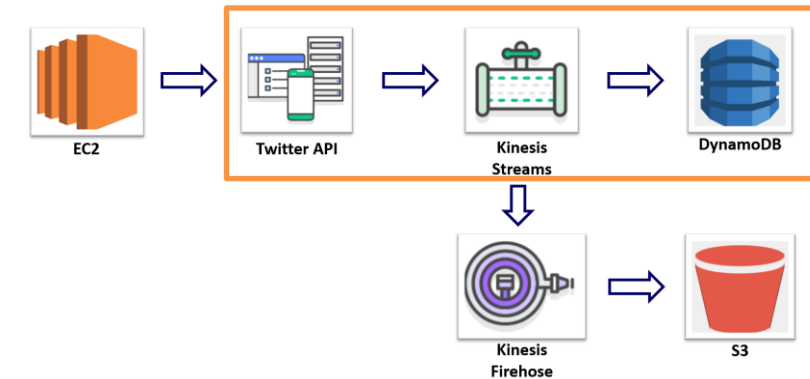 EC2
Twitter API
Kinesis
Streams
DynamoDB
Kinesis
Firehose
S3